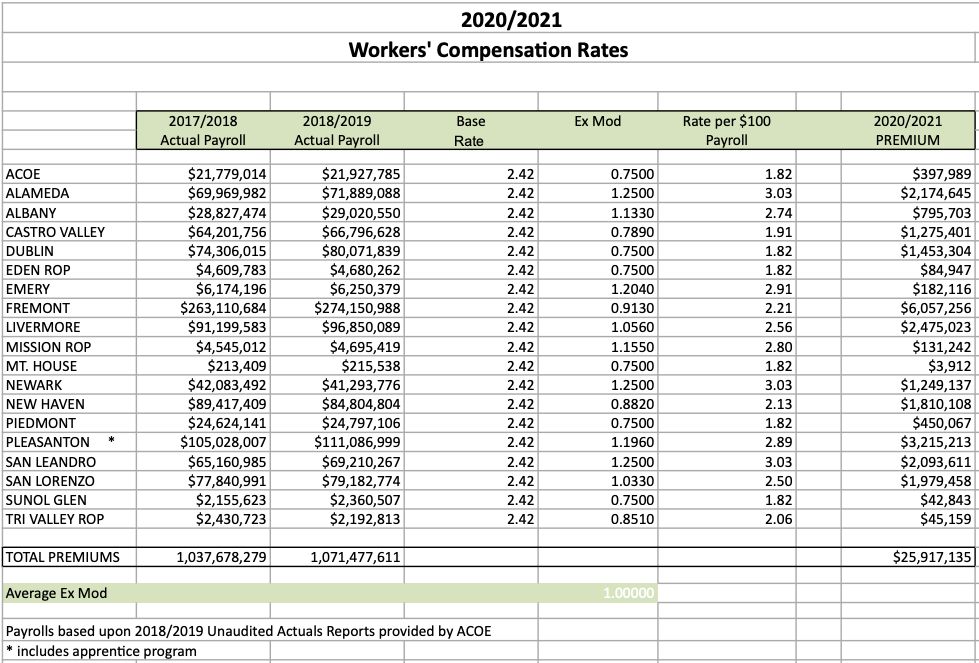 2020/2021
Workers' Compensation Rates
2017/2018 2018/2019 Base Ex Mod Rate per $100 2020/2021
Actual Payroll Actual Payroll Rate Payroll PREMIUM
ACOE $21,779,014 $21,927,785 2.42 0.7500 1.82 $397,989
ALAMEDA $69,969,982 $71,889,088 2.42 1.2500 3.03 $2,174,645
ALBANY $28,827,474 $29,020,550 2.42 1.1330 2.74 $795,703
CASTRO VALLEY $64,201,756 $66,796,628 2.42 0.7890 1.91 $1,275,401
DUBLIN $74,306,015 $80,071,839 2.42 0.7500 1.82 $1,453,304
EDEN ROP $4,609,783 $4,680,262 2.42 0.7500 1.82 $84,947
EMERY $6,174,196 $6,250,379 2.42 1.2040 2.91 $182,116
FREMONT $263,110,684 $274,150,988 2.42 0.9130 2.21 $6,057,256
LIVERMORE $91,199,583 $96,850,089 2.42 1.0560 2.56 $2,475,023
MISSION ROP $4,545,012 $4,695,419 2.42 1.1550 2.80 $131,242
MT. HOUSE $213,409 $215,538 2.42 0.7500 1.82 $3,912
NEWARK $42,083,492 $41,293,776 2.42 1.2500 3.03 $1,249,137
NEW HAVEN $89,417,409 $84,804,804 2.42 0.8820 2.13 $1,810,108
PIEDMONT $24,624,141 $24,797,106 2.42 0.7500 1.82 $450,067
PLEASANTON * $105,028,007 $111,086,999 2.42 1.1960 2.89 $3,215,213
SAN LEANDRO $65,160,985 $69,210,267 2.42 1.2500 3.03 $2,093,611
SAN LORENZO $77,840,991 $79,182,774 2.42 1.0330 2.50 $1,979,458
SUNOL GLEN $2,155,623 $2,360,507 2.42 0.7500 1.82 $42,843
TRI VALLEY ROP $2,430,723 $2,192,813 2.42 0.8510 2.06 $45,159
TOTAL PREMIUMS 1,037,678,279 1,071,477,611 $25,917,135
Average Ex Mod 1.00000
Payrolls based upon 2018/2019 Unaudited Actuals Reports provided by ACOE
* includes apprentice program